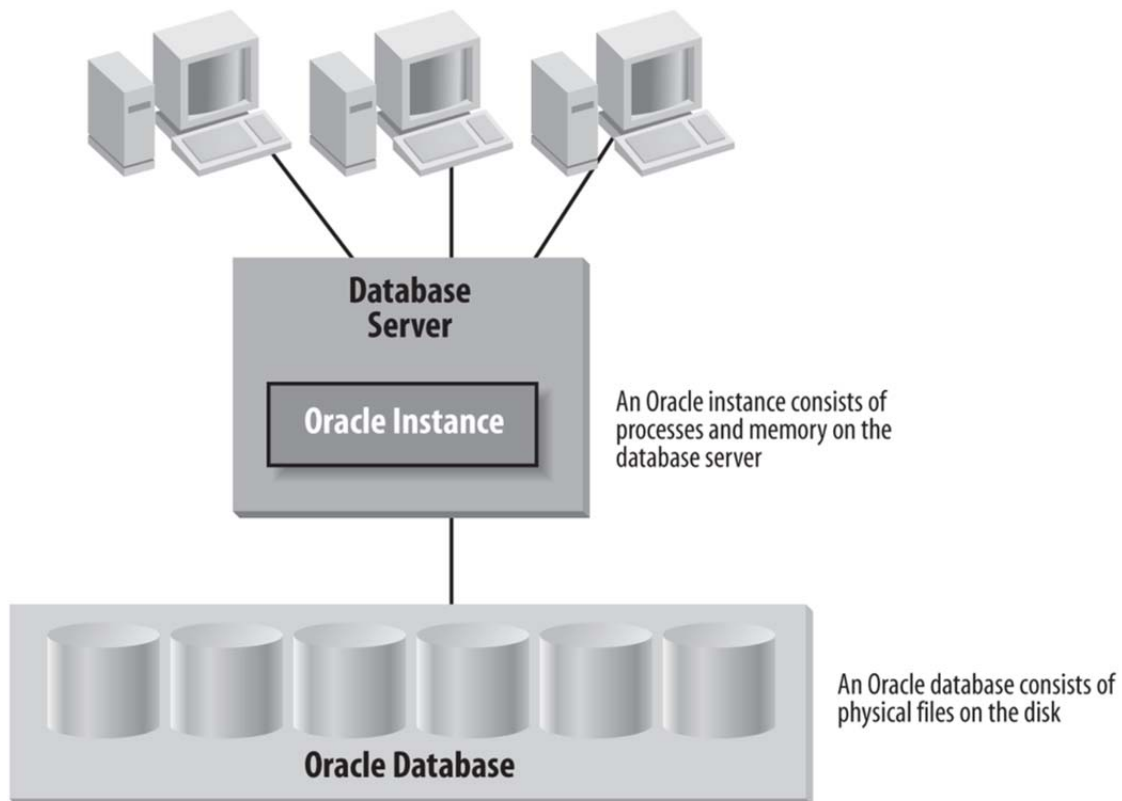 Database
Server
Oracle Instance
An Oracle instance consists of
processes and memory on the
database server
An Oracle database consists of
physical files on the disk
Oracle Database